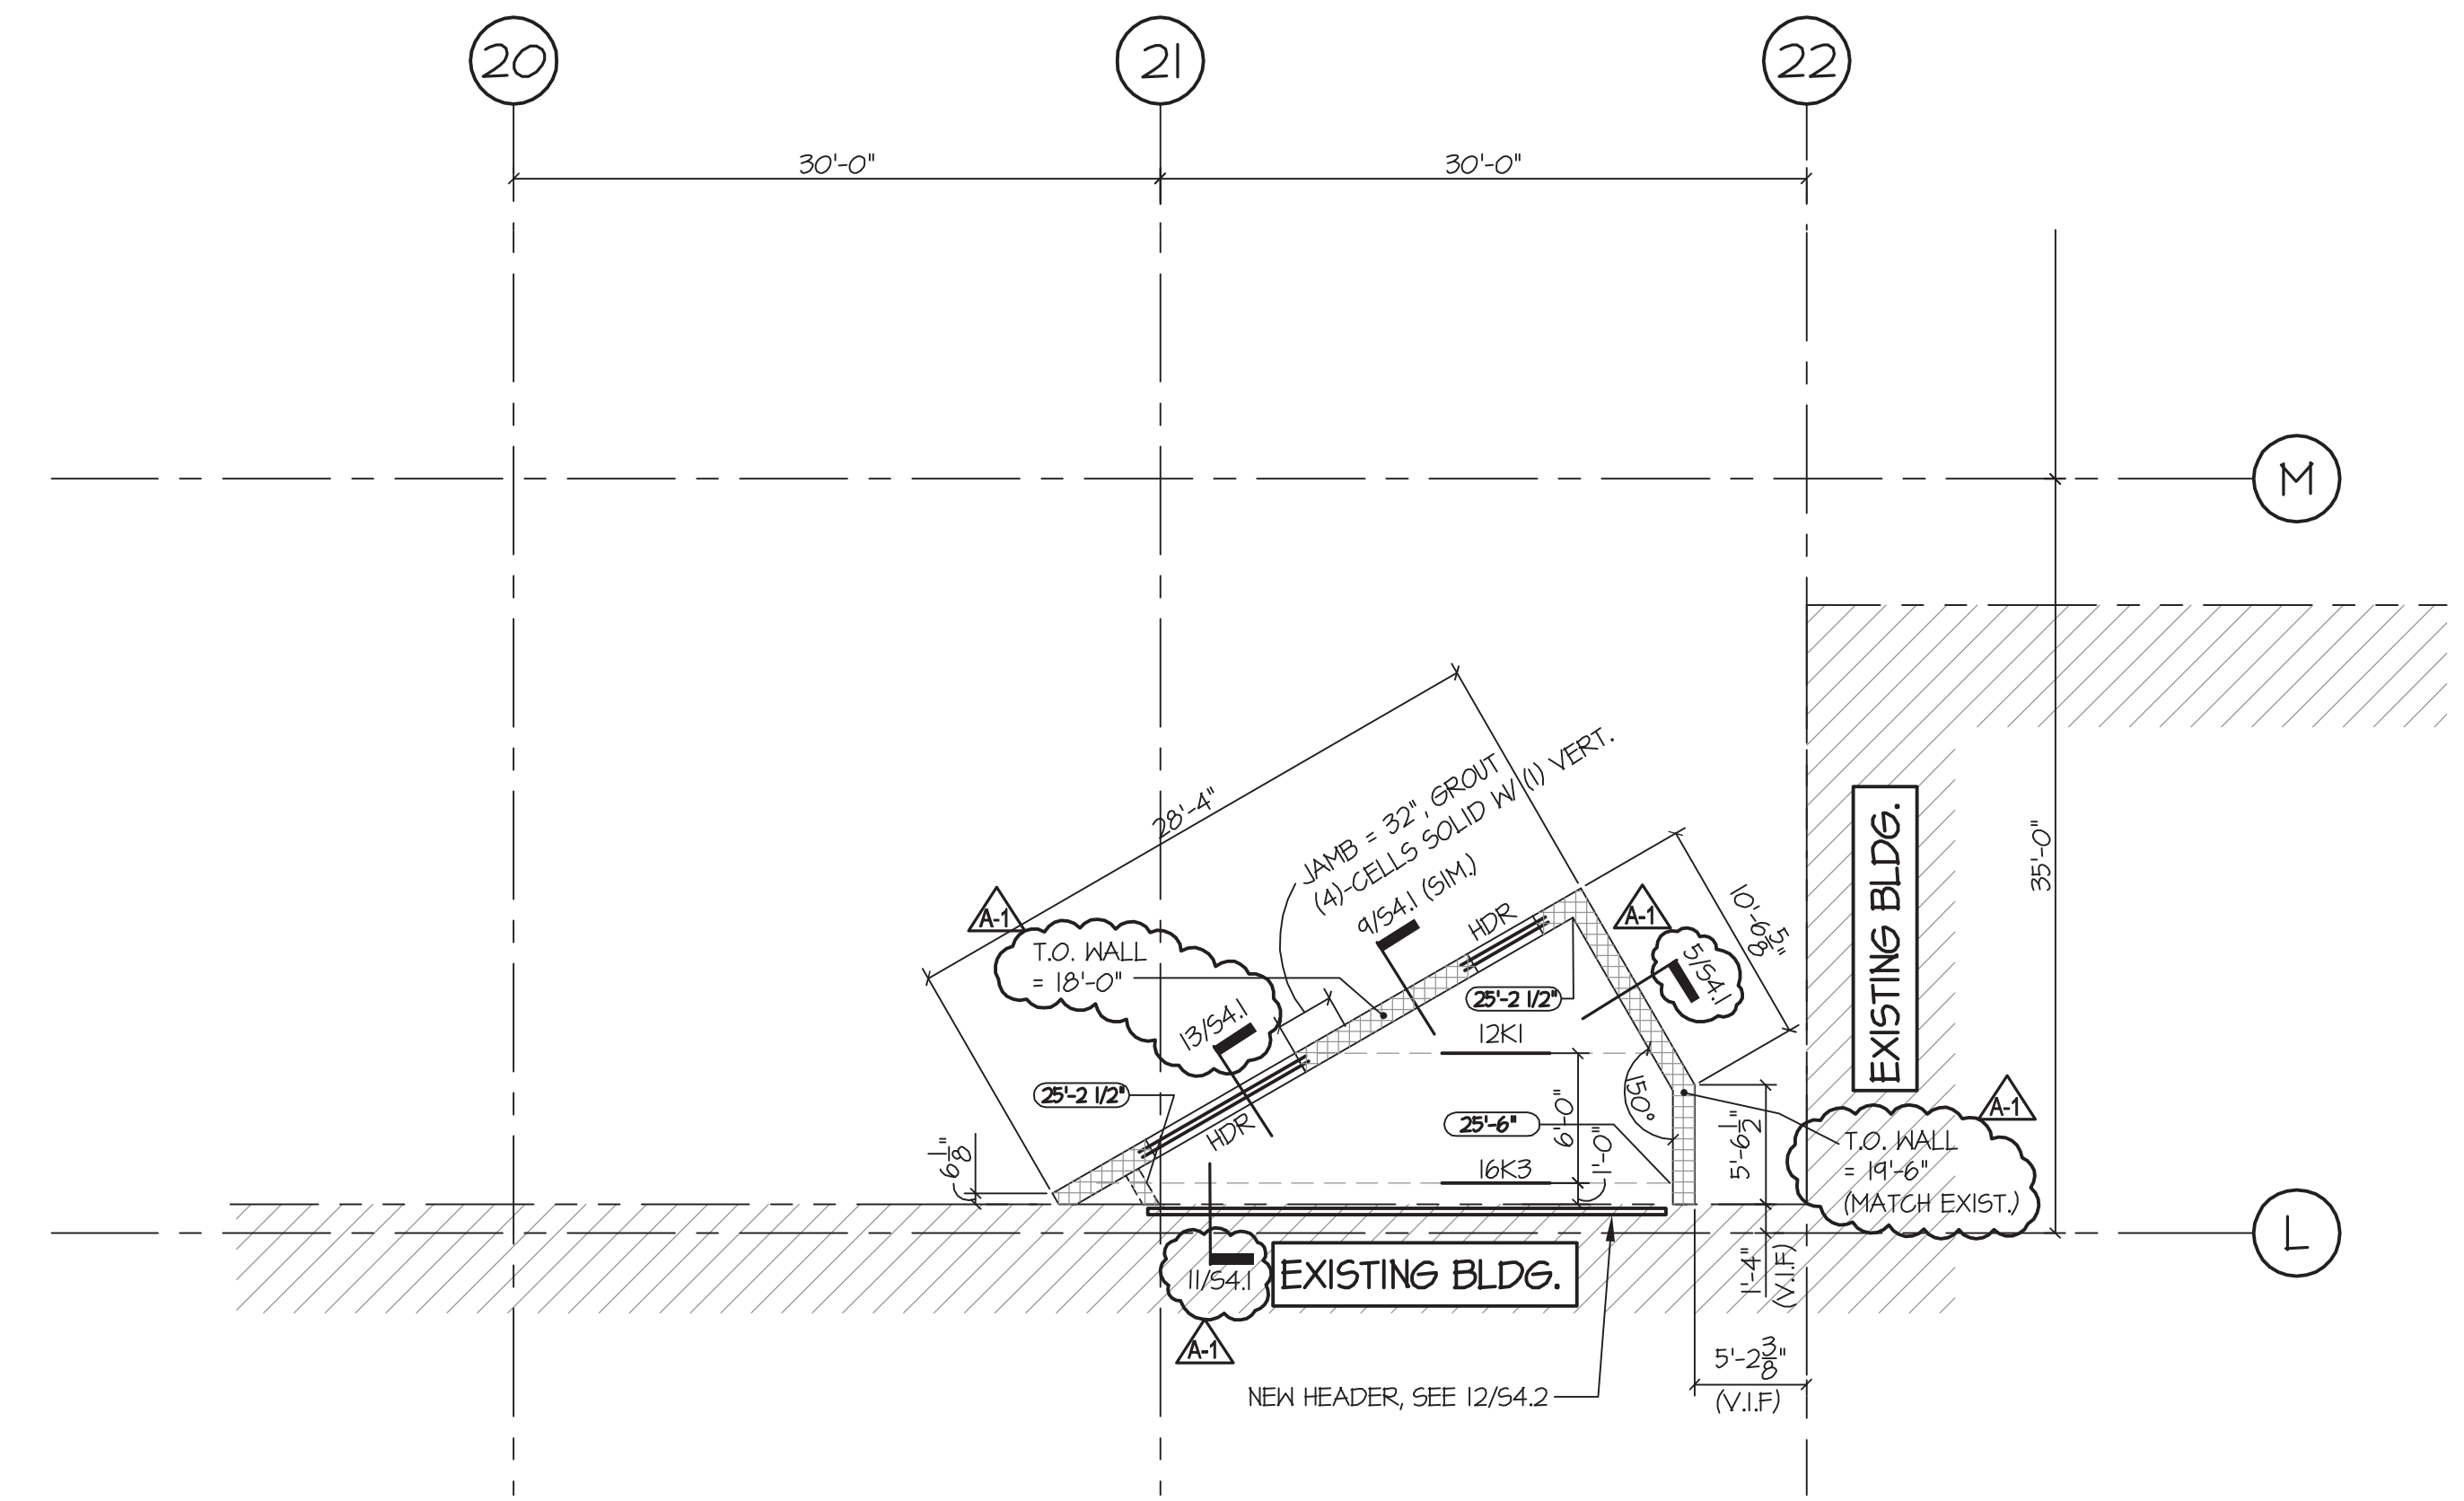 20
21
22
30'-0"
30'-0"
M
28'-4"
JAMB = 32", GROUT
(4)-CELLS SOLID W/ (1) VERT.
9/S4.1 (SIM.)
HDR
A-1
A-1
10'-6 5/8"
35'-0"
EXISTING BLDG.
T.O. WALL
= 18'-0"
5/S4.1
13/S4.1
25'-2 1/2"
12K1
25'-2 1/2"
HDR
150°
25'-6"
6'-0"
1'-0"
16K3
6 1/8"
5'-6 1/2"
A-1
T.O. WALL
= 19'-6"
(MATCH EXIST.)
L
11/S4.1
EXISTING BLDG.
1'-4"
(V.I.F)
A-1
5'-2 3/8"
(V.I.F)
NEW HEADER, SEE 12/S4.2